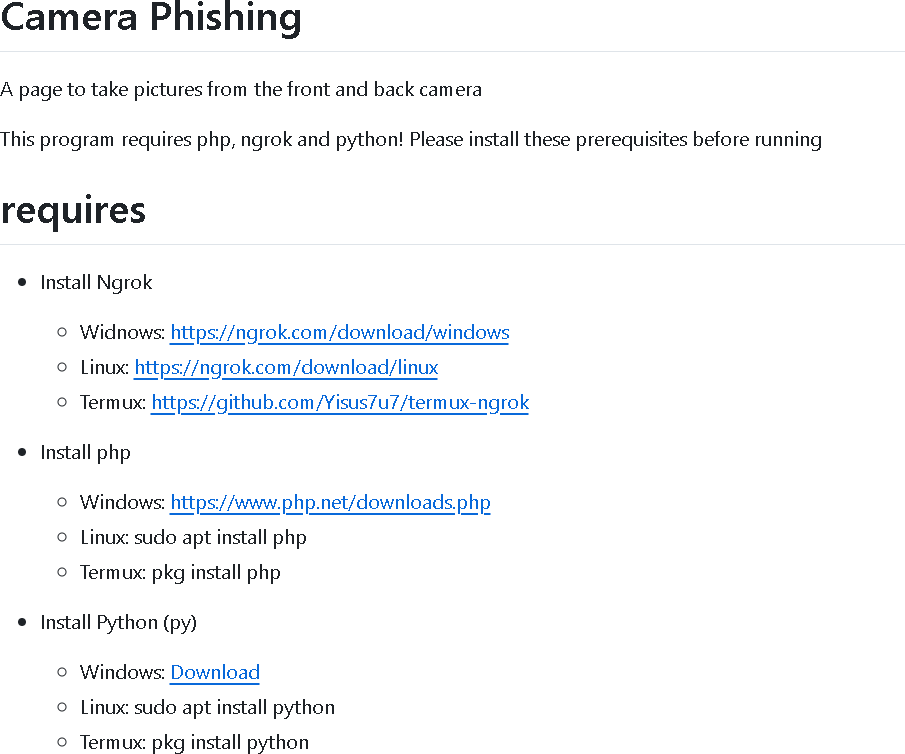 Camera Phishing
A page to take pictures from the front and back camera
This program requires php, ngrok and python! Please install these prerequisites before running
requires
Install Ngrok
Widnows: https://ngrok.com/download/windows
Linux: https://ngrok.com/download/linux
Termux: https://github.com/Yisus7u7/termux-ngrok
Install php
Windows: https://www.php.net/downloads.php
Linux: sudo apt install php
Termux: pkg install php
Install Python (py)
Windows: Download
Linux: sudo apt install python
Termux: pkg install python